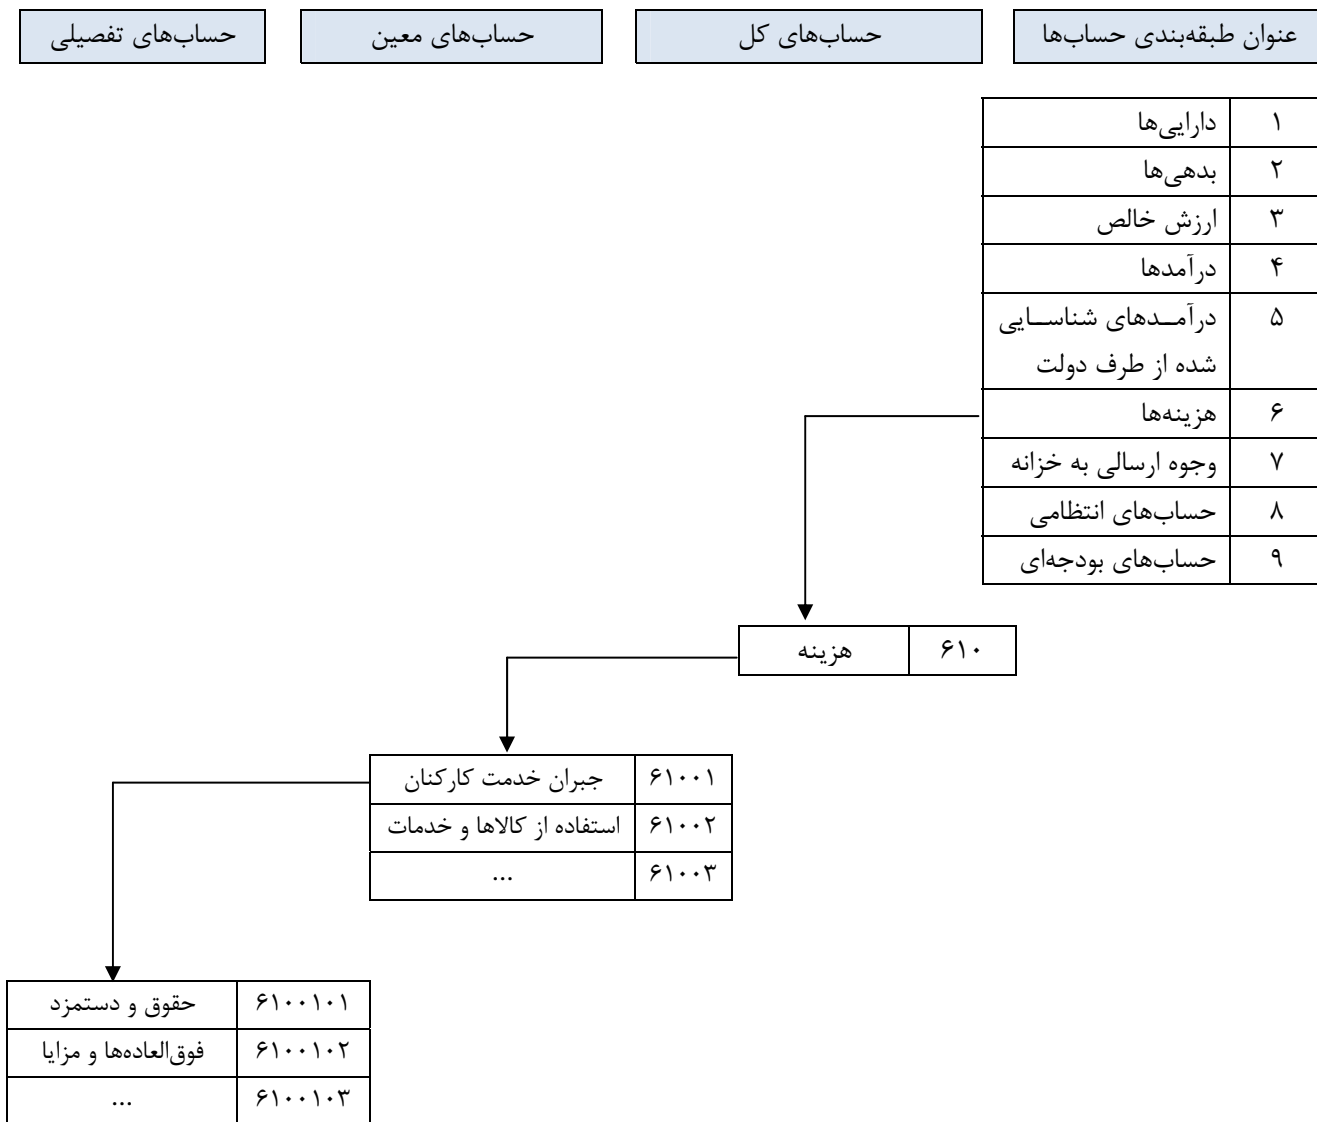 عنوان طبقه‌بندی حساب‌ها
حساب‌های کل
حساب‌های معین
حساب‌های تفصیلی
۱ دارایی‌ها
۲ بدهی‌ها
۳ ارزش خالص
۴ درآمدها
۵ درآمدهای شناسایی
شده از طرف دولت
۶ هزینه‌ها
۷ وجوه ارسالی به خزانه
۸ حساب‌های انتظامی
۹ حساب‌های بودجه‌ای
۶۱۰ هزینه
۶۱۰۰۱ جبران خدمت کارکنان
۶۱۰۰۲ استفاده از کالاها و خدمات
۶۱۰۰۳ ...
۶۱۰۰۱۰۱ حقوق و دستمزد
۶۱۰۰۱۰۲ فوق‌العاده‌ها و مزایا
۶۱۰۰۱۰۳ ...